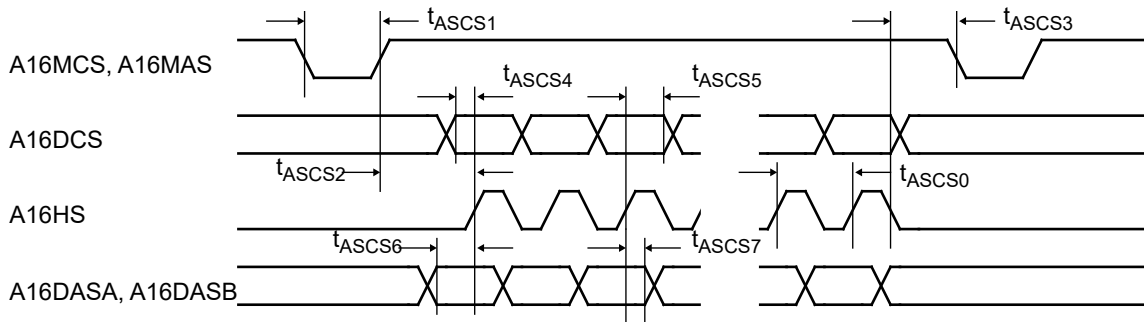 tASCS1
tASCS3
A16MCS, A16MAS
tASCS4
tASCS5
A16DCS
tASCS2
tASCS0
A16HS
tASCS6
tASCS7
A16DASA, A16DASB